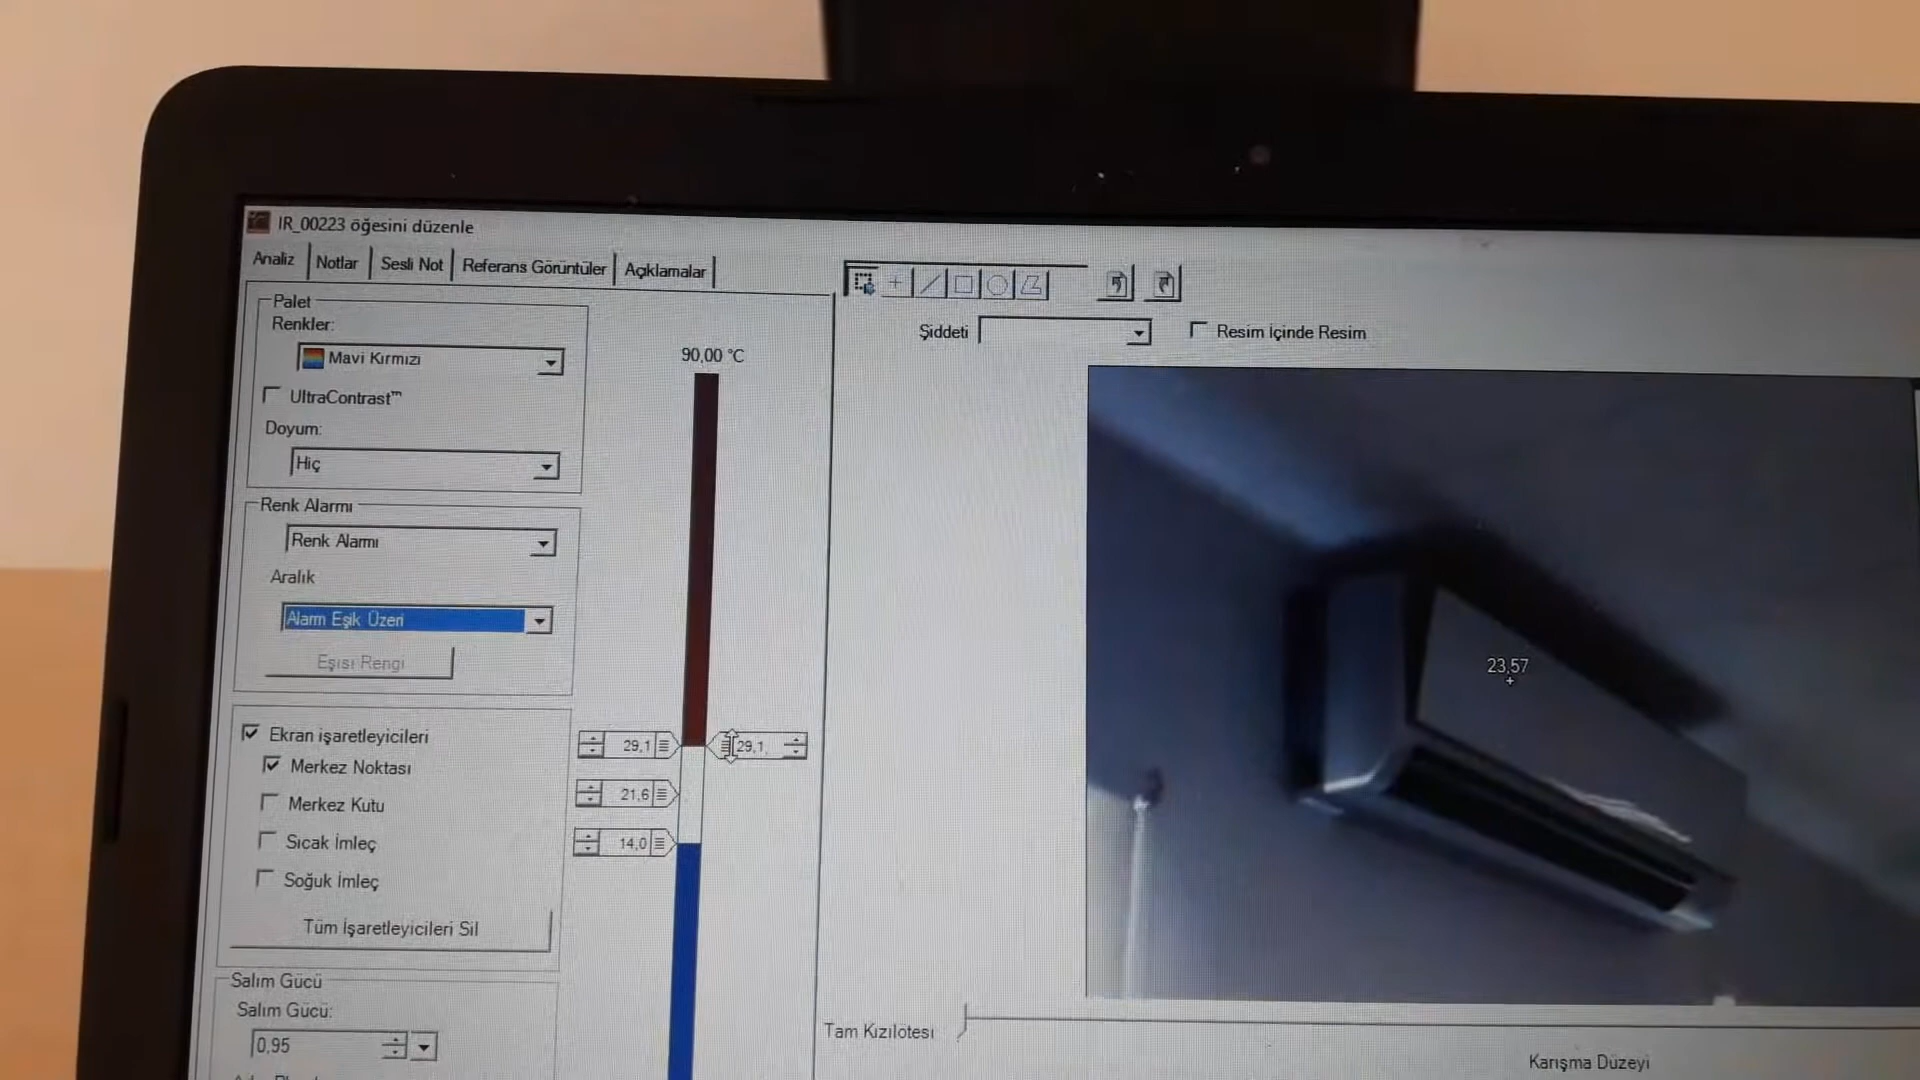 IR_00223 öğesini düzenle
Analiz Notlar Sesli Not Referans Görüntüler Açıklamalar
Palet
Renkler:
Mavi Kırmızı
UltraContrast™
Doyum:
Hiç
Renk Alarmı
Renk Alarmı
Aralık
Alarm Eşik Üzeri
Eşısı Rengi
Ekran işaretleyicileri
Merkez Noktası
Merkez Kutu
Sıcak İmleç
Soğuk İmleç
Tüm İşaretleyicileri Sil
Salım Gücü
Salım Gücü:
0,95
90,00 °C
29,1 29,1
21,6
14,0
Şiddeti
Resim İçinde Resim
23,57
Tam Kızılötesi
Karışma Düzeyi